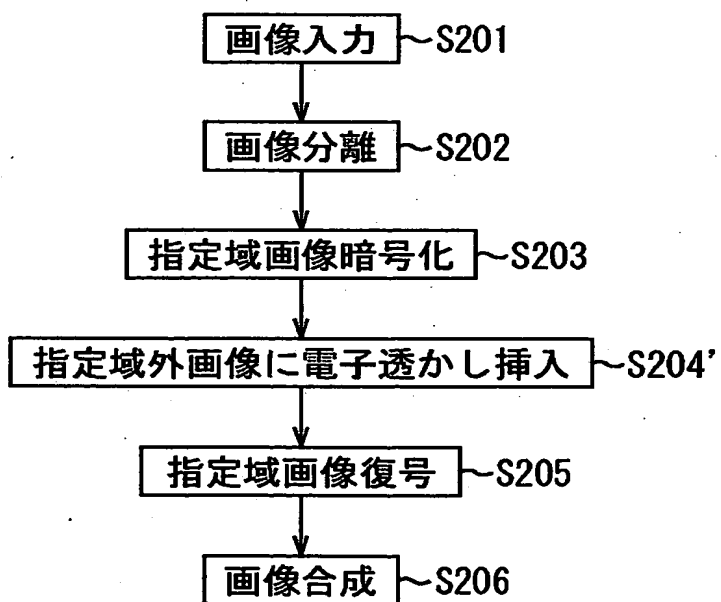 画像入力 ~S201
画像分離 ~S202
指定域画像暗号化 ~S203
指定域外画像に電子透かし挿入 ~S204'
指定域画像復号 ~S205
画像合成 ~S206